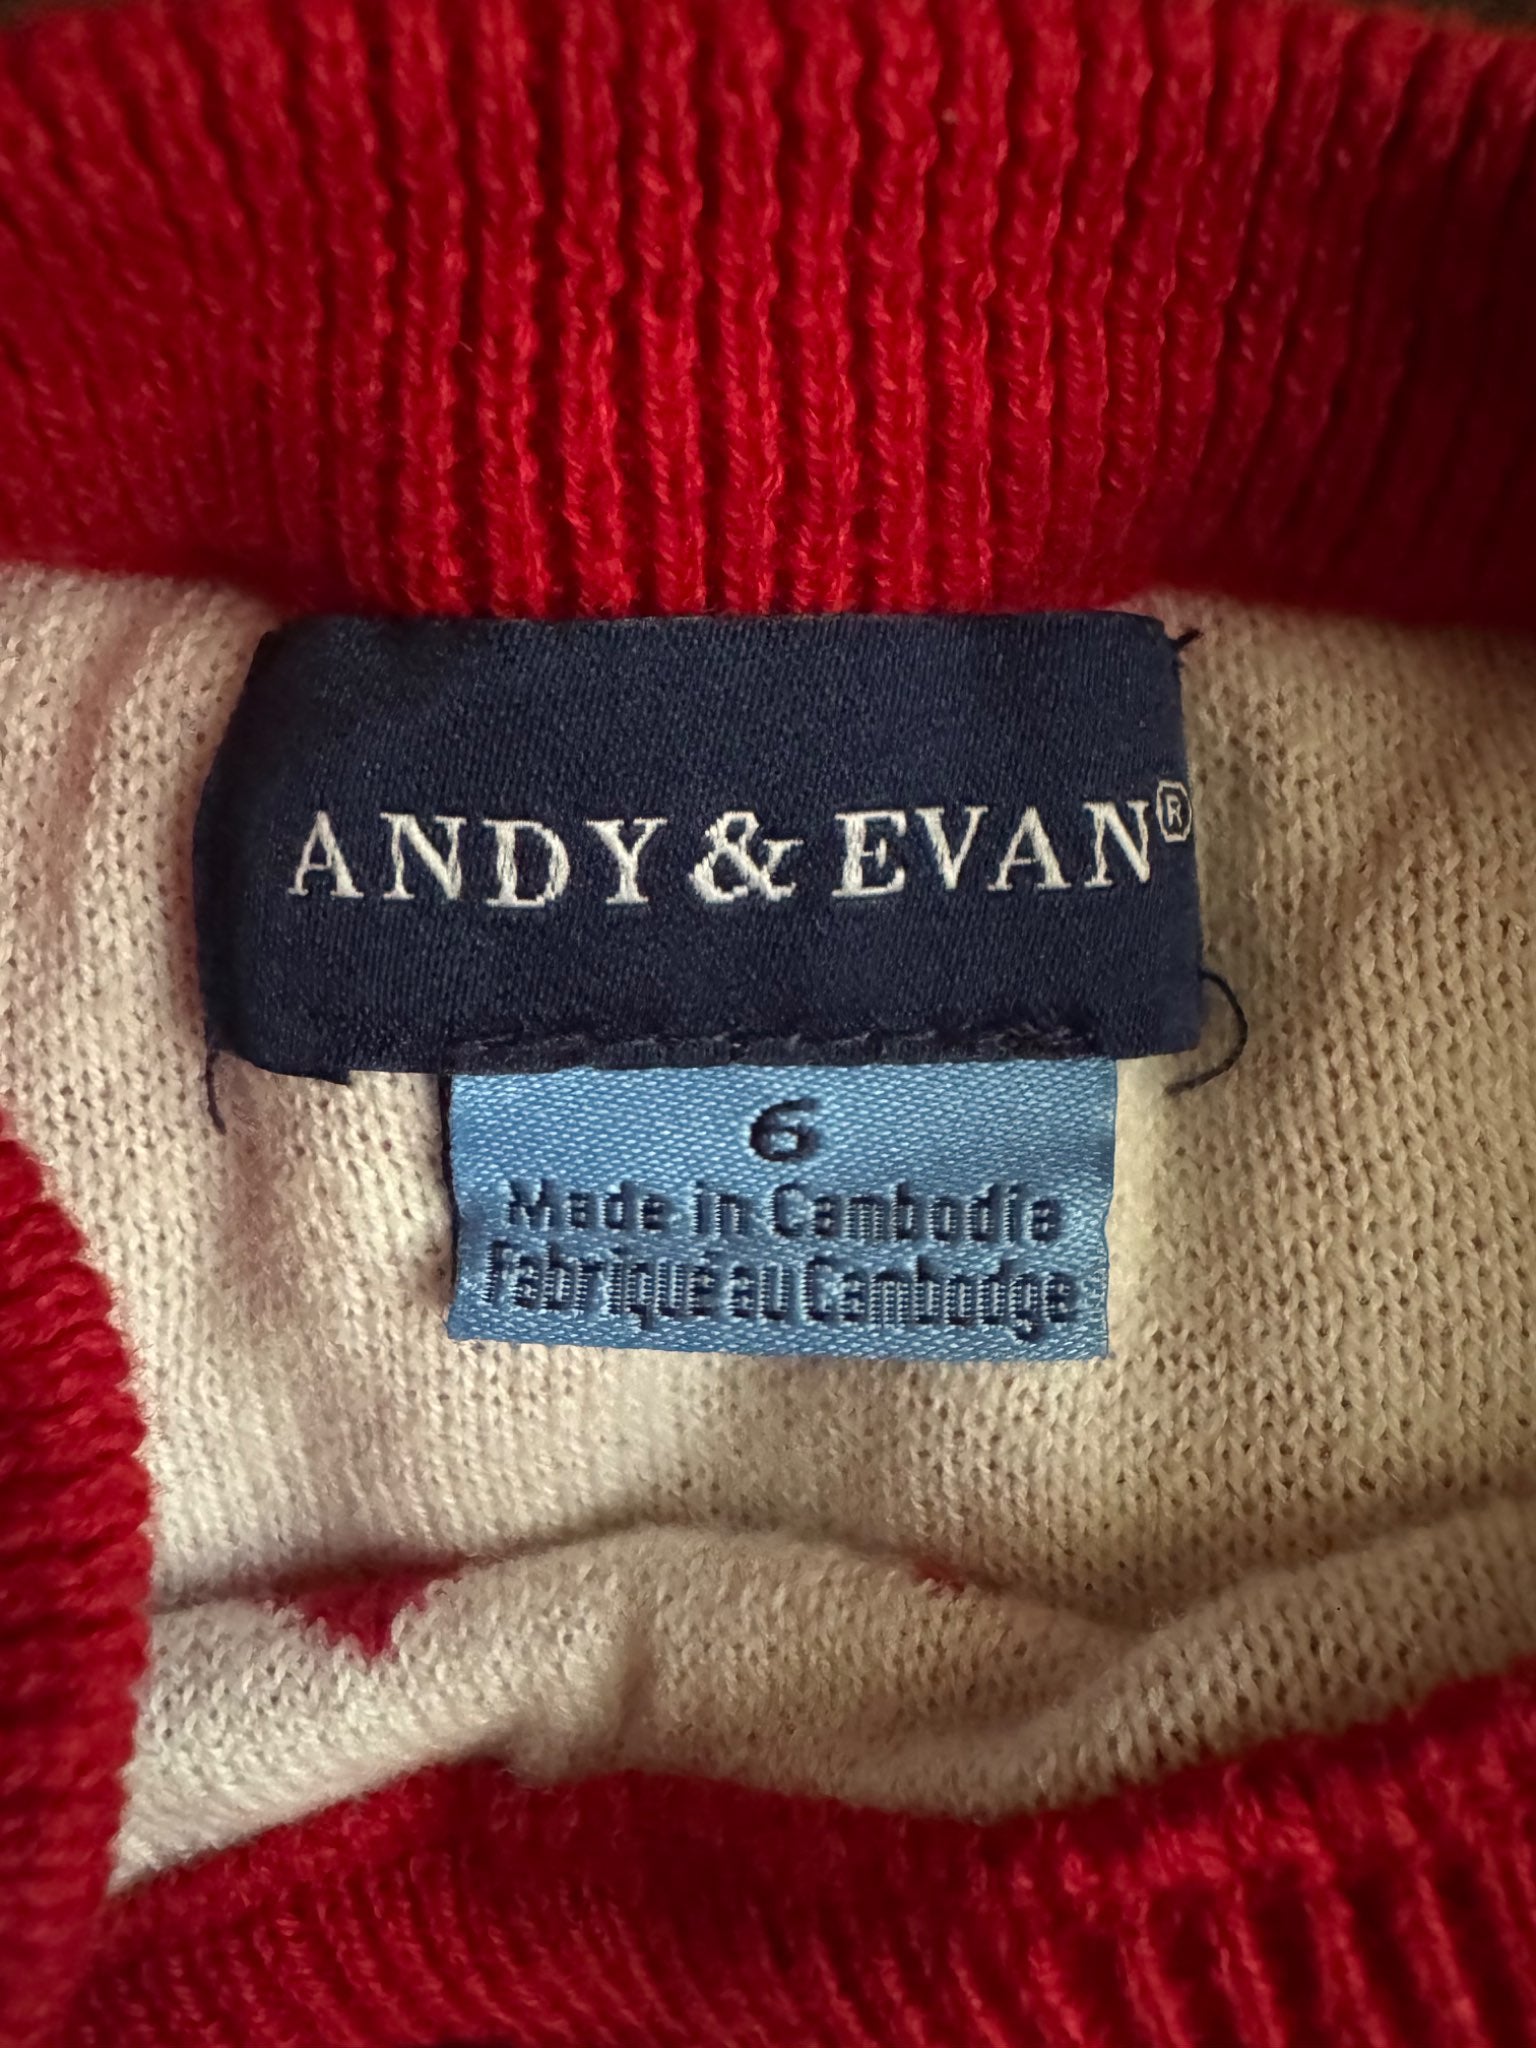 ANDY & EVAN®
6
Made in Cambodia
Fabriqué au Cambodge